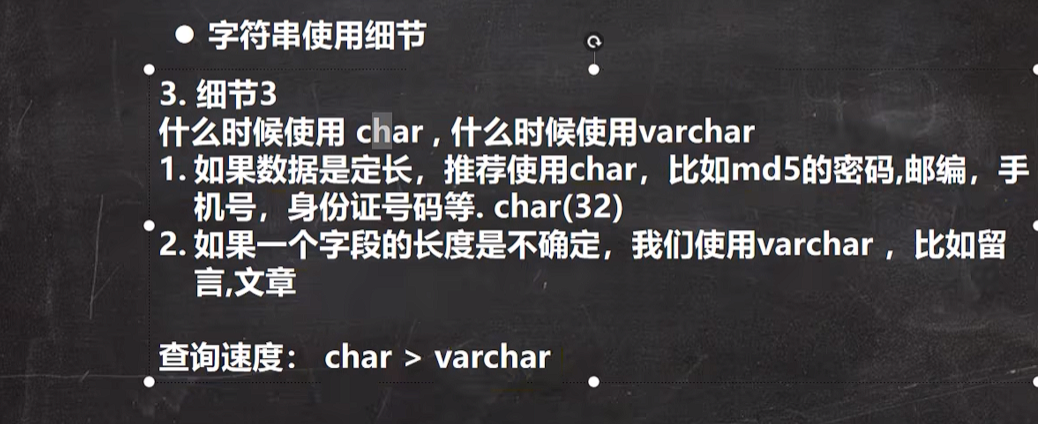 ● 字符串使用细节
3. 细节3
什么时候使用 char , 什么时候使用varchar
1. 如果数据是定长，推荐使用char，比如md5的密码,邮编，手
机号，身份证号码等. char(32)
2. 如果一个字段的长度是不确定，我们使用varchar ，比如留
言,文章
查询速度： char > varchar